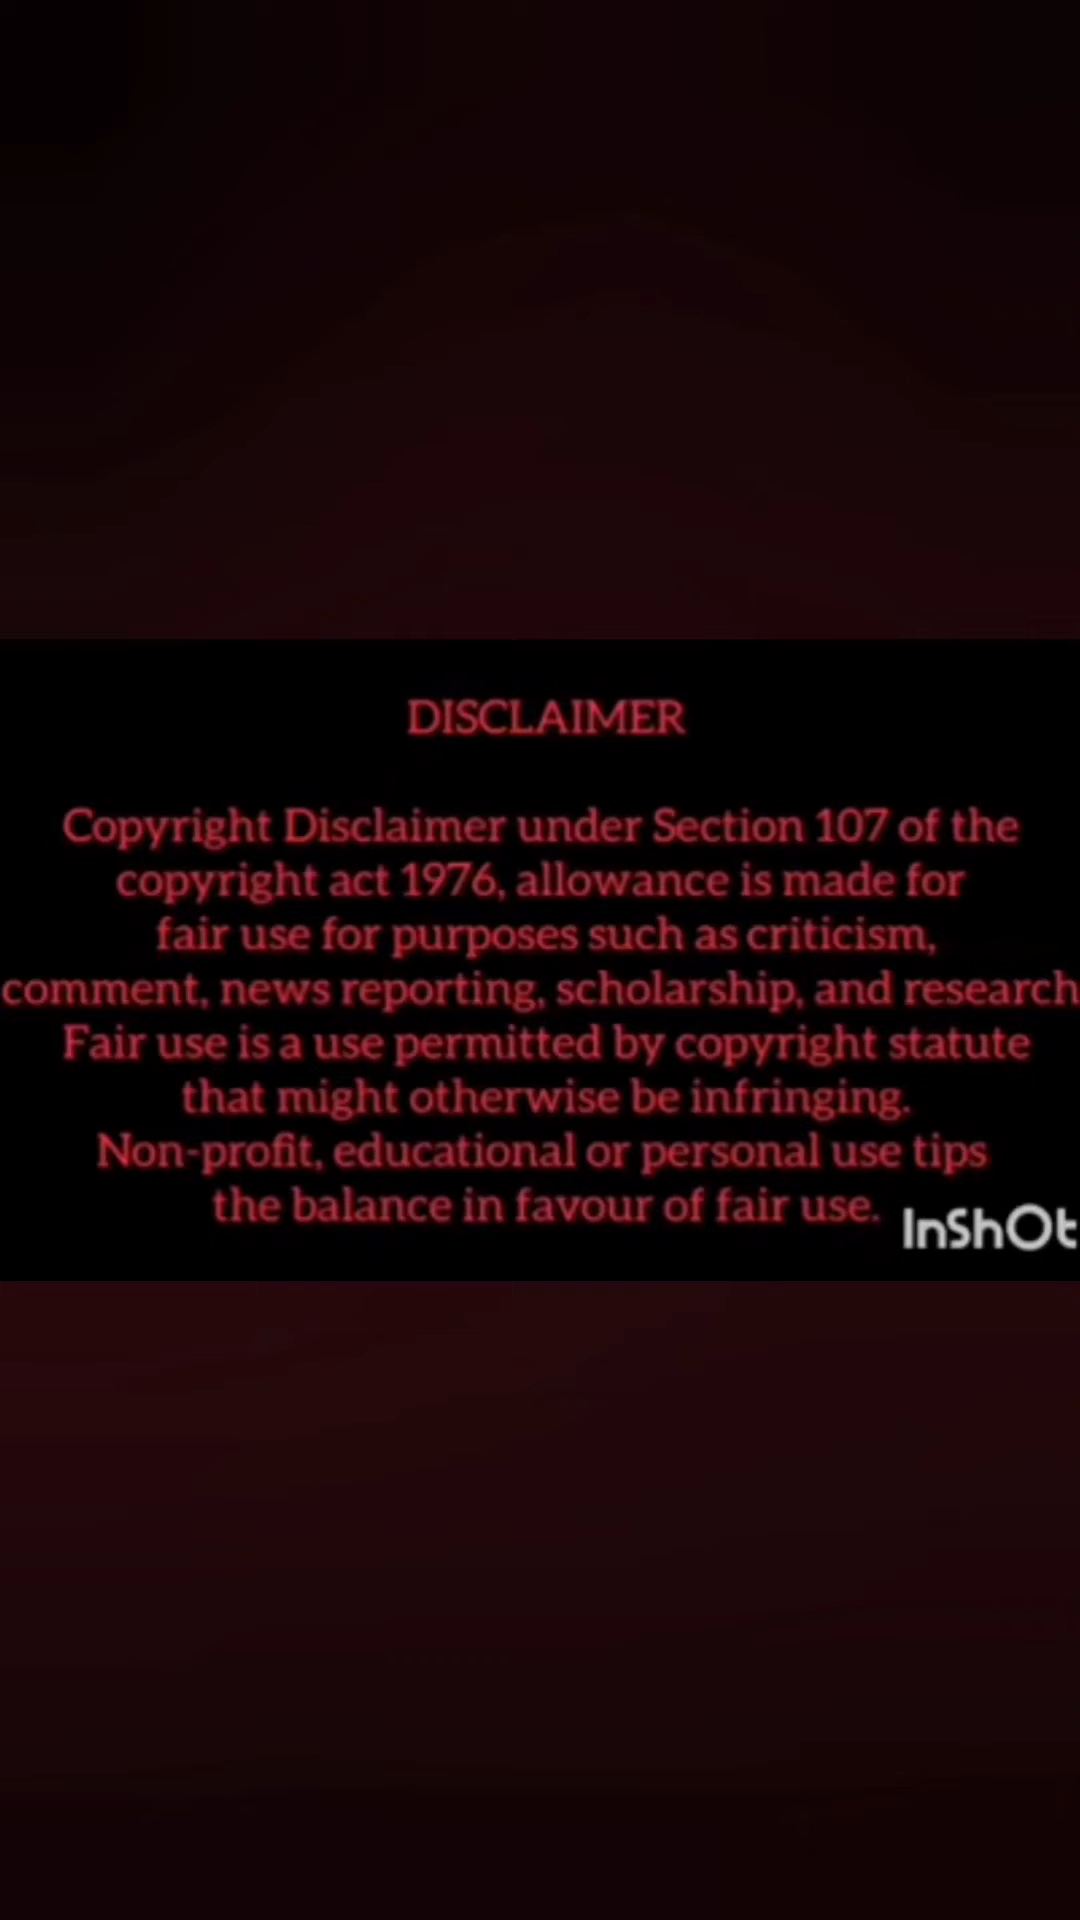 DISCLAIMER
Copyright Disclaimer under Section 107 of the
copyright act 1976, allowance is made for
fair use for purposes such as criticism,
comment, news reporting, scholarship, and research
Fair use is a use permitted by copyright statute
that might otherwise be infringing.
Non-profit, educational or personal use tips
the balance in favour of fair use.
InShOt